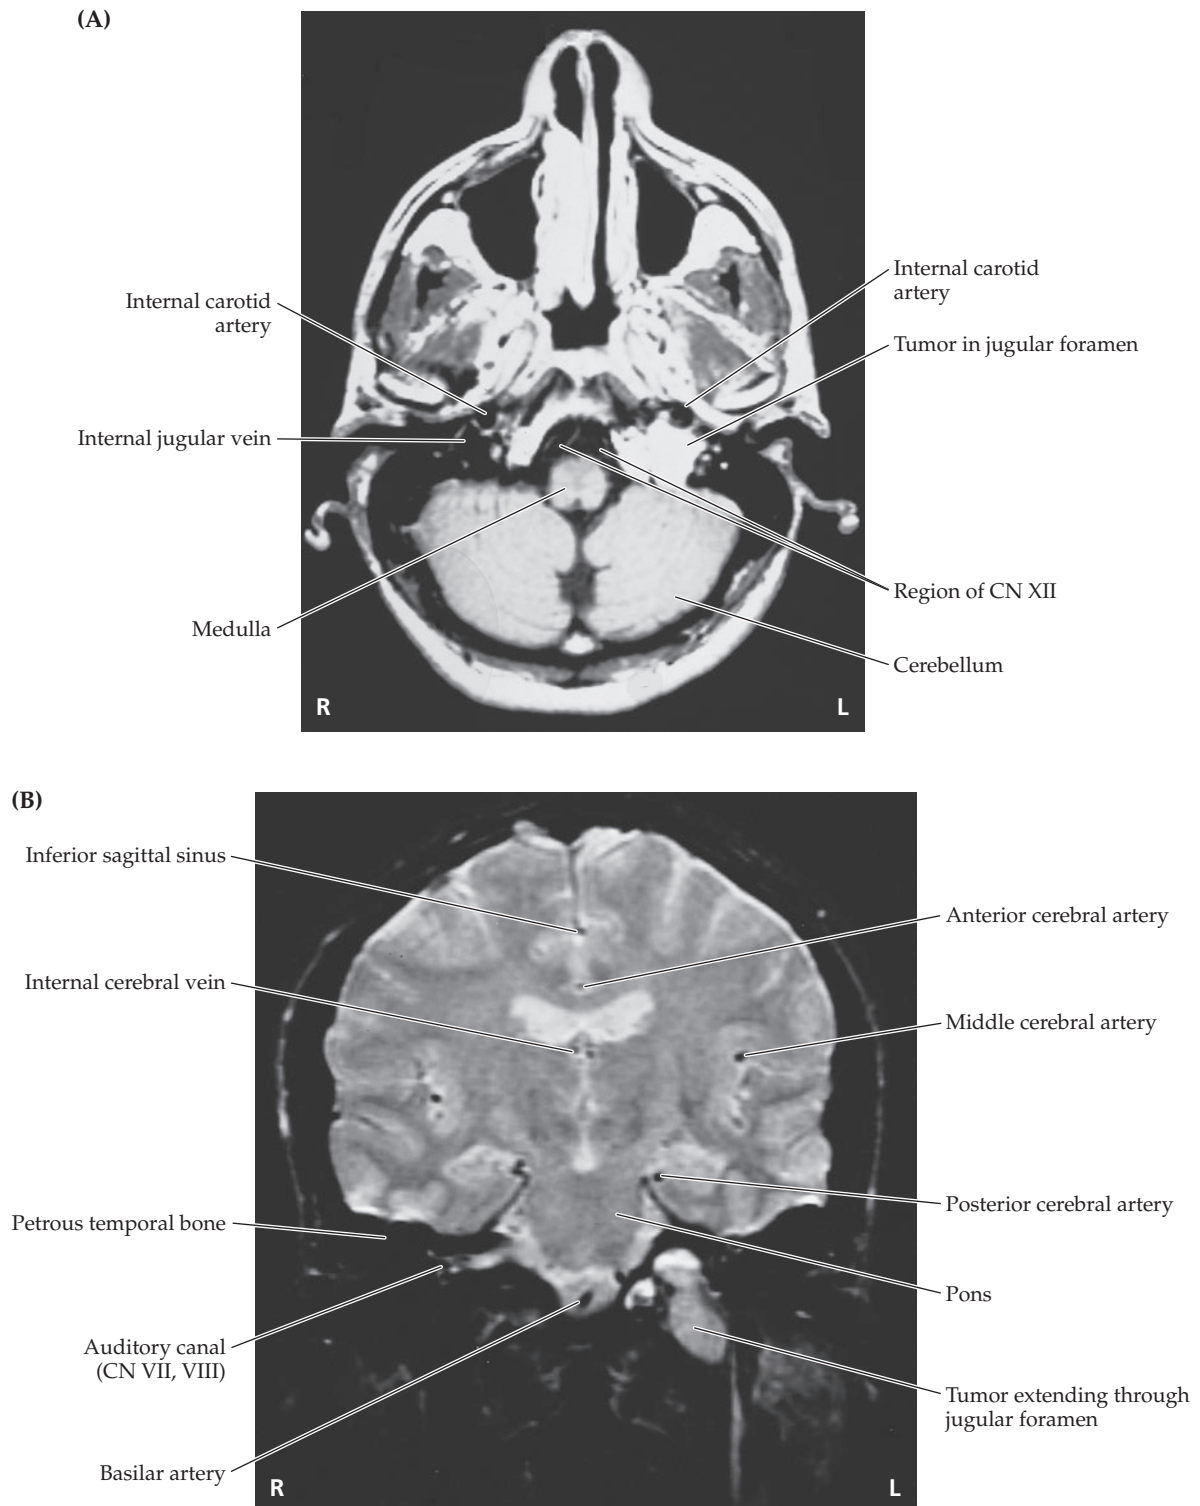 (A)
Internal carotid
artery
Internal carotid
artery
Tumor in jugular foramen
Internal jugular vein
Region of CN XII
Medulla
Cerebellum
R
L
(B)
Inferior sagittal sinus
Anterior cerebral artery
Internal cerebral vein
Middle cerebral artery
Posterior cerebral artery
Petrous temporal bone
Pons
Auditory canal
(CN VII, VIII)
Tumor extending through
jugular foramen
Basilar artery
R
L